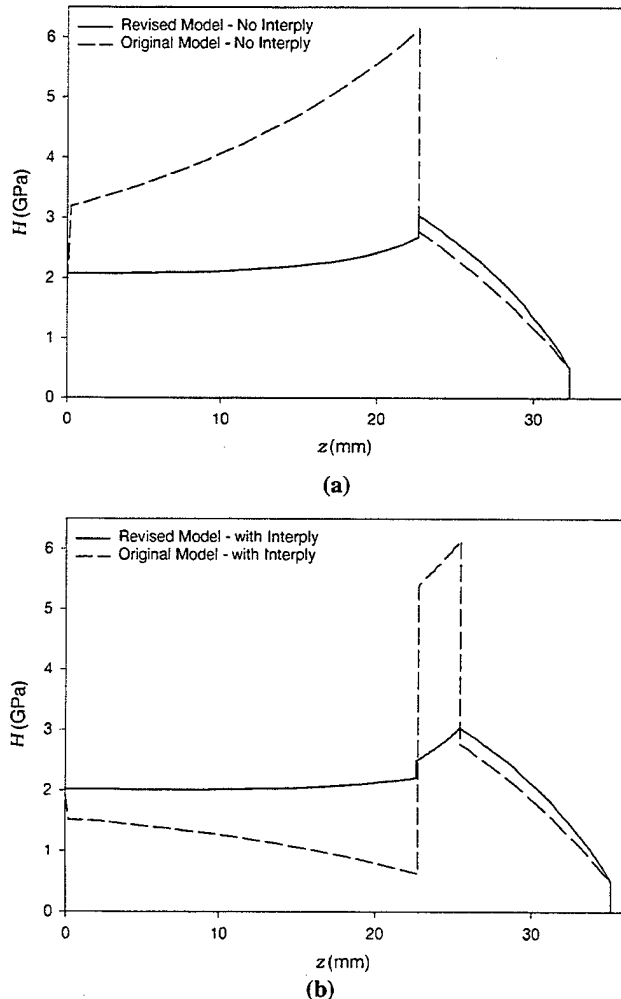 Revised Model - No Interply
Original Model - No Interply
6
5
4
3
2
1
0
H (GPa)
0
10
20
30
z (mm)
(a)
Revised Model - with Interply
Original Model - with Interply
6
5
4
3
2
1
0
H (GPa)
0
10
20
30
z (mm)
(b)